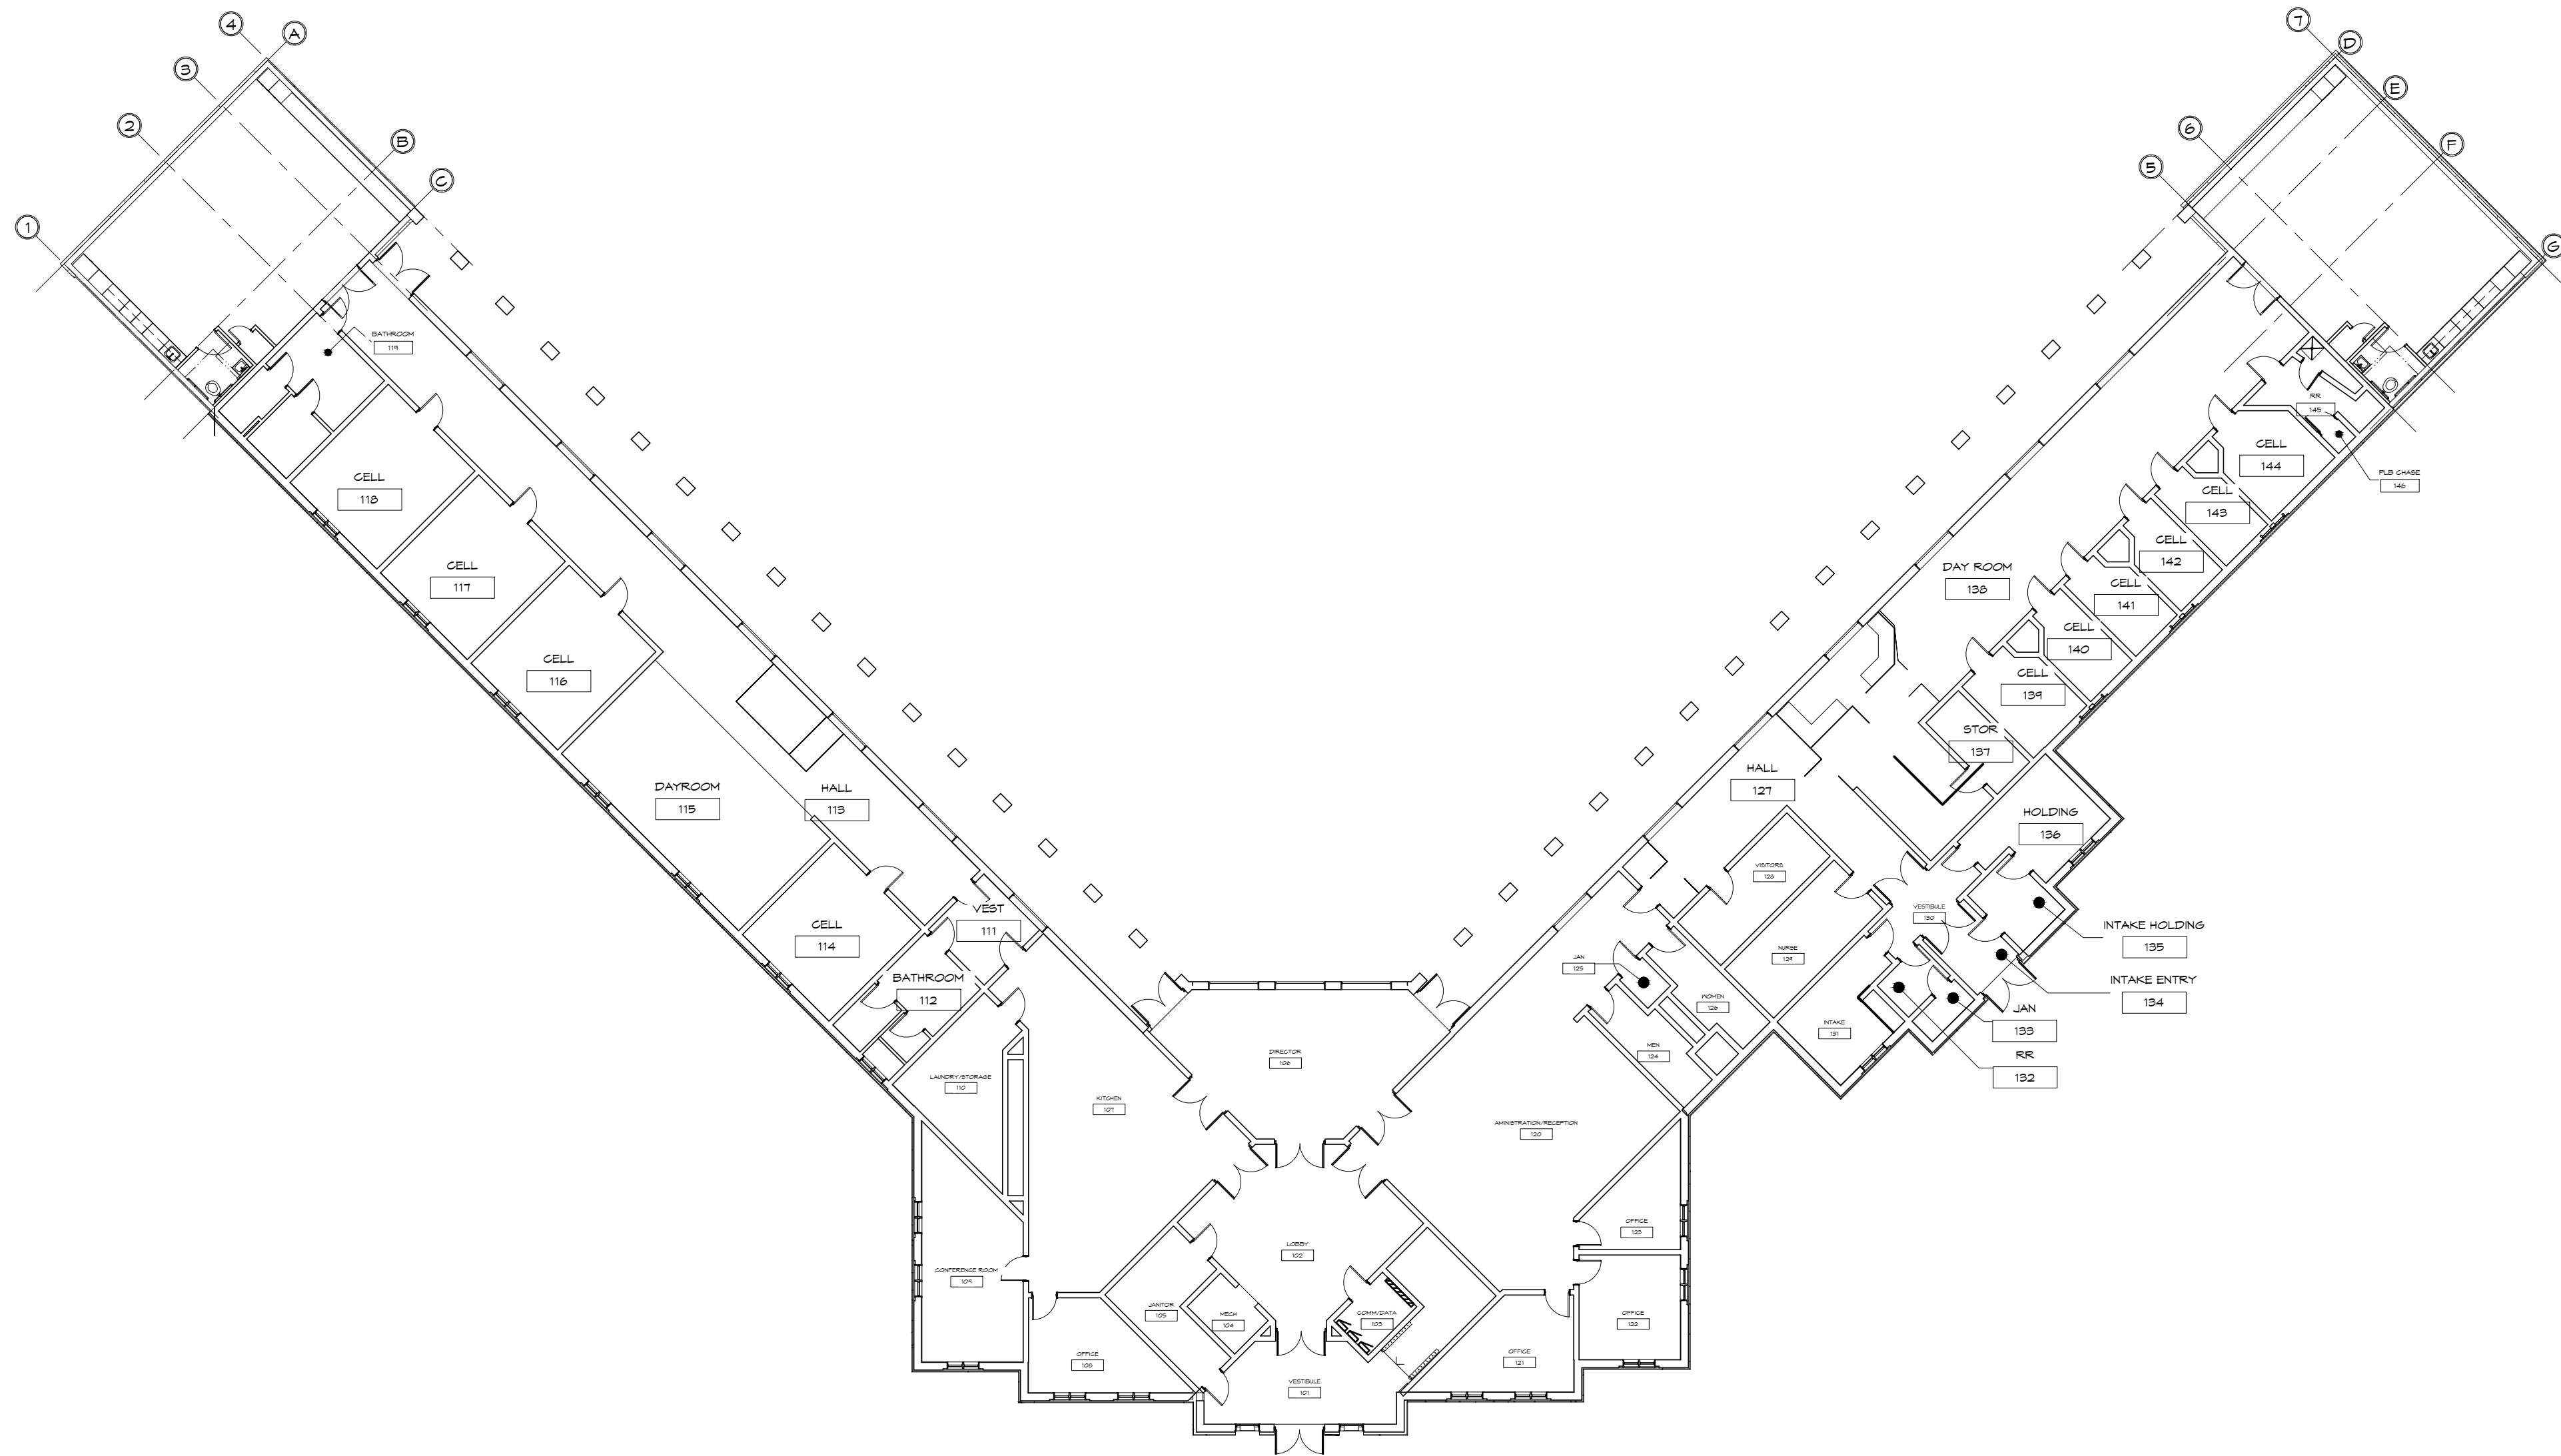 4
A
3
2
B
C
1
7
D
E
6
F
5
G
BATHROOM
119
CELL
118
CELL
117
CELL
116
DAYROOM
115
HALL
113
CELL
114
VEST
111
BATHROOM
112
LAUNDRY/STORAGE
110
KITCHEN
107
CONFERENCE ROOM
109
OFFICE
108
JANITOR
105
MECH
104
LOBBY
102
COMM/DATA
103
VESTIBULE
101
DIRECTOR
106
AMINISTRATION/RECEPTION
120
OFFICE
121
OFFICE
122
OFFICE
123
MEN
124
JAN
125
WOMEN
126
HALL
127
VISITORS
128
NURSE
129
VESTIBULE
130
INTAKE
131
RR
132
JAN
133
INTAKE ENTRY
134
INTAKE HOLDING
135
HOLDING
136
STOR
137
DAY ROOM
138
CELL
139
CELL
140
CELL
141
CELL
142
CELL
143
CELL
144
RR
145
PLB CHASE
146